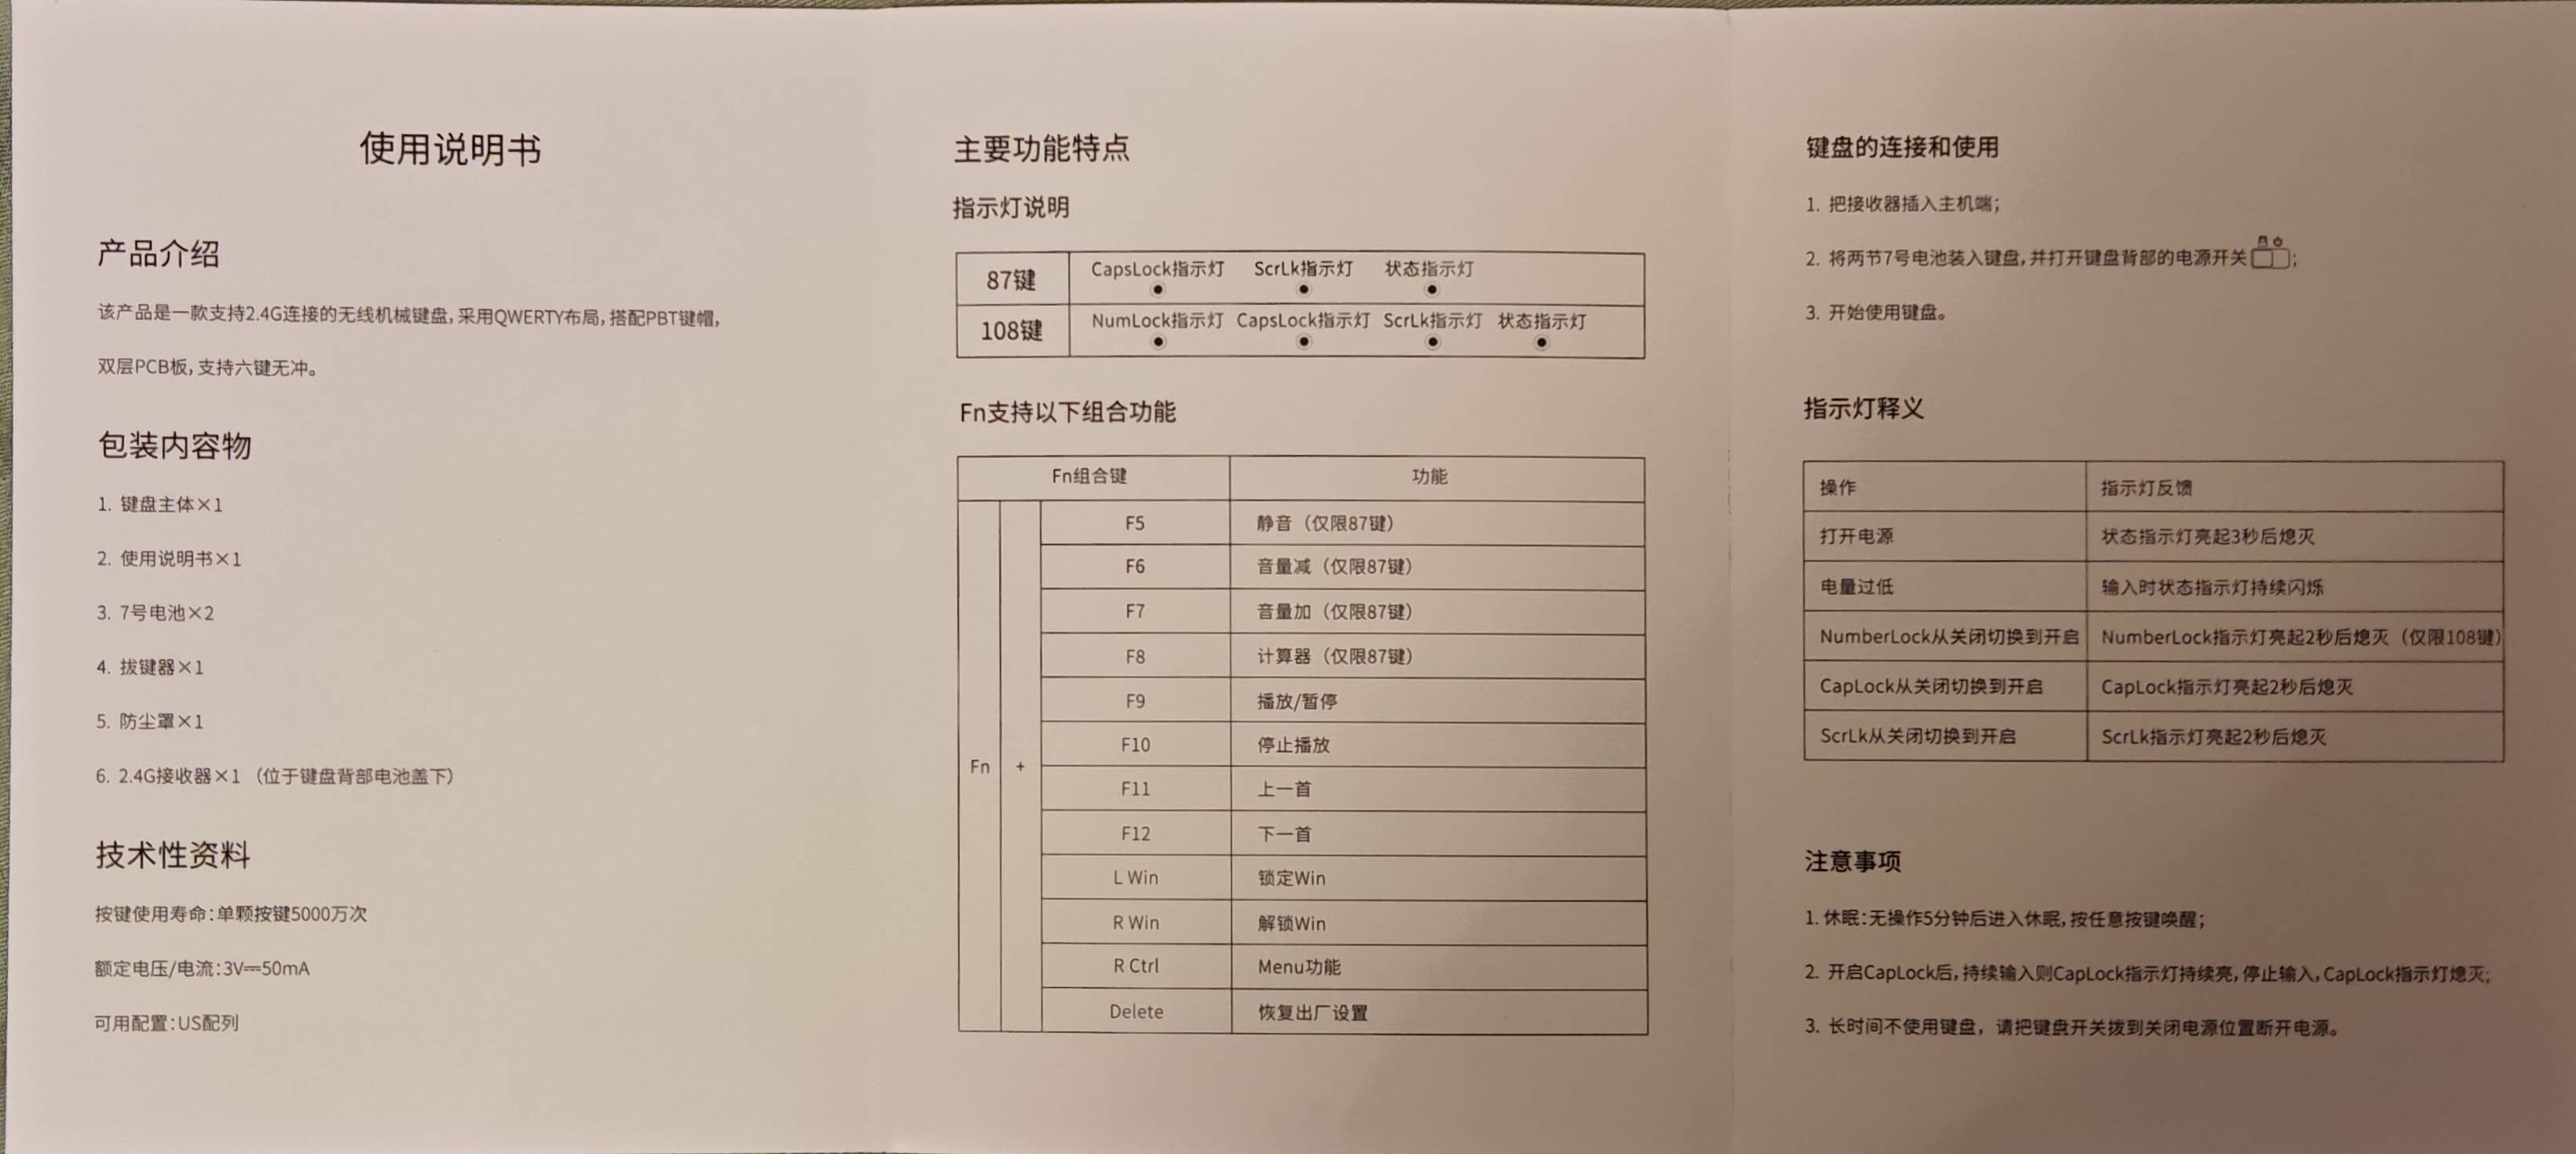 使用说明书
产品介绍
该产品是一款支持2.4G连接的无线机械键盘,采用QWERTY布局,搭配PBT键帽,
双层PCB板,支持六键无冲。
包装内容物
1. 键盘主体×1
2. 使用说明书×1
3. 7号电池×2
4. 拔键器×1
5. 防尘罩×1
6. 2.4G接收器×1（位于键盘背部电池盖下）
技术性资料
按键使用寿命:单颗按键5000万次
额定电压/电流:3V⎓50mA
可用配置:US配列
主要功能特点
指示灯说明
87键 CapsLock指示灯 ScrLk指示灯 状态指示灯
108键 NumLock指示灯 CapsLock指示灯 ScrLk指示灯 状态指示灯
Fn支持以下组合功能
Fn组合键 功能
F5 静音（仅限87键）
F6 音量减（仅限87键）
F7 音量加（仅限87键）
F8 计算器（仅限87键）
F9 播放/暂停
F10 停止播放
Fn + F11 上一首
F12 下一首
L Win 锁定Win
R Win 解锁Win
R Ctrl Menu功能
Delete 恢复出厂设置
键盘的连接和使用
1. 把接收器插入主机端;
2. 将两节7号电池装入键盘,并打开键盘背部的电源开关;
3. 开始使用键盘。
指示灯释义
操作 指示灯反馈
打开电源 状态指示灯亮起3秒后熄灭
电量过低 输入时状态指示灯持续闪烁
NumberLock从关闭切换到开启 NumberLock指示灯亮起2秒后熄灭（仅限108键）
CapLock从关闭切换到开启 CapLock指示灯亮起2秒后熄灭
ScrLk从关闭切换到开启 ScrLk指示灯亮起2秒后熄灭
注意事项
1. 休眠:无操作5分钟后进入休眠,按任意按键唤醒;
2. 开启CapLock后,持续输入则CapLock指示灯持续亮,停止输入,CapLock指示灯熄灭;
3. 长时间不使用键盘，请把键盘开关拨到关闭电源位置断开电源。